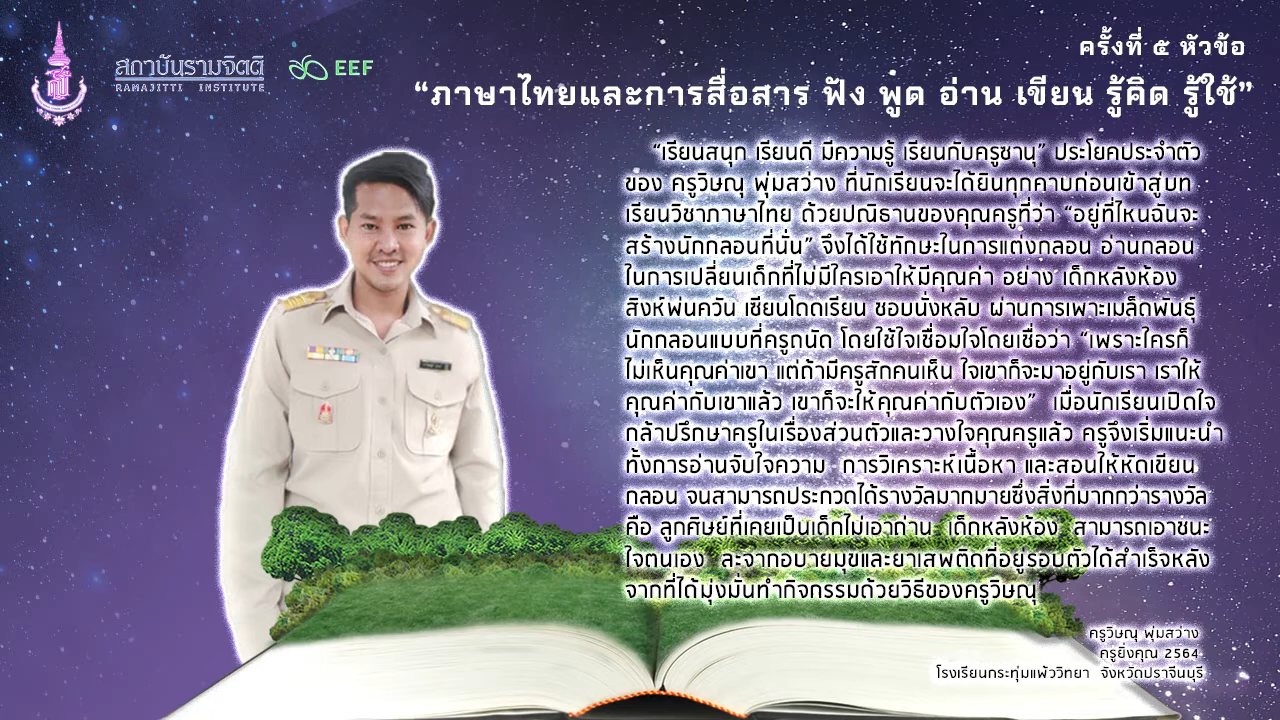 สถาบันรามจิตติ
RAMAJITTI INSTITUTE
EEF
ครั้งที่ ๕ หัวข้อ
“ภาษาไทยและการสื่อสาร ฟัง พูด อ่าน เขียน รู้คิด รู้ใช้”
“เรียนสนุก เรียนดี มีความรู้ เรียนกับครูซานุ” ประโยคประจำตัว
ของ ครูวิษณุ พุ่มสว่าง ที่นักเรียนจะได้ยินทุกคาบก่อนเข้าสู่บท
เรียนวิชาภาษาไทย ด้วยปณิธานของคุณครูที่ว่า “อยู่ที่ไหนฉันจะ
สร้างนักกลอนที่นั่น” จึงได้ใช้ทักษะในการแต่งกลอน อ่านกลอน
ในการเปลี่ยนเด็กที่ไม่มีใครเอาให้มีคุณค่า อย่าง เด็กหลังห้อง
สิงห์พ่นควัน เซียนโดดเรียน ชอบนั่งหลับ ผ่านการเพาะเมล็ดพันธุ์
นักกลอนแบบที่ครูถนัด โดยใช้ใจเชื่อมใจโดยเชื่อว่า “เพราะใครก็
ไม่เห็นคุณค่าเขา แต่ถ้ามีครูสักคนเห็น ใจเขาก็จะมาอยู่กับเรา เราให้
คุณค่ากับเขาแล้ว เขาก็จะให้คุณค่ากับตัวเอง” เมื่อนักเรียนเปิดใจ
กล้าปรึกษาครูในเรื่องส่วนตัวและวางใจคุณครูแล้ว ครูจึงเริ่มแนะนำ
ทั้งการอ่านจับใจความ การวิเคราะห์เนื้อหา และสอนให้หัดเขียน
กลอน จนสามารถประกวดได้รางวัลมากมายซึ่งสิ่งที่มากกว่ารางวัล
คือ ลูกศิษย์ที่เคยเป็นเด็กไม่เอาถ่าน เด็กหลังห้อง สามารถเอาชนะ
ใจตนเอง ละจากอบายมุขและยาเสพติดที่อยู่รอบตัวได้สำเร็จหลัง
จากที่ได้มุ่งมั่นทำกิจกรรมด้วยวิธีของครูวิษณุ
ครูวิษณุ พุ่มสว่าง
ครูยิ่งคุณ 2564
โรงเรียนกระทุ่มแพ้ววิทยา จังหวัดปราจีนบุรี